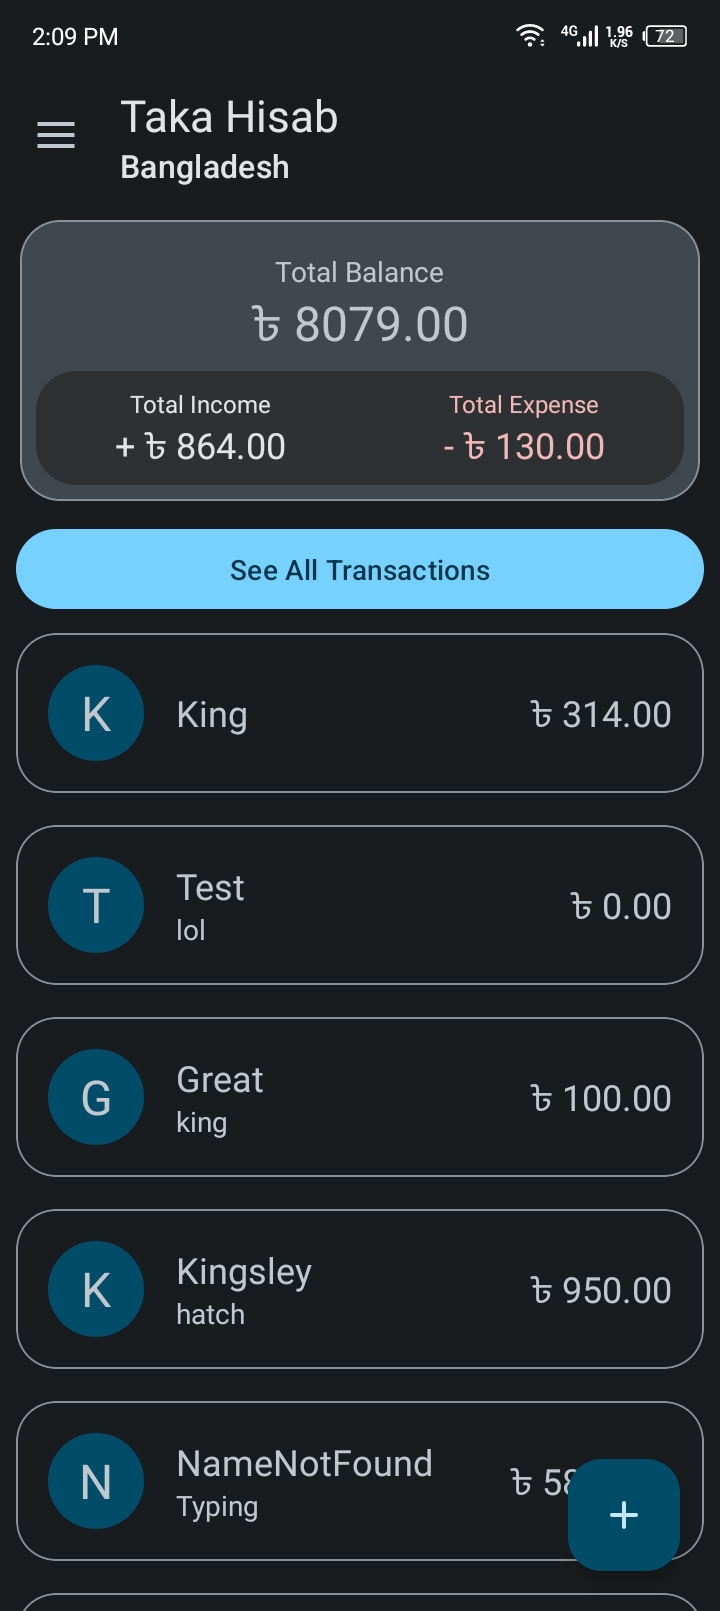 2:09 PM 4G 1.96 K/S 72
Taka Hisab
Bangladesh
Total Balance
৳ 8079.00
Total Income Total Expense
+ ৳ 864.00 - ৳ 130.00
See All Transactions
K King ৳ 314.00
T Test ৳ 0.00
lol
G Great ৳ 100.00
king
K Kingsley ৳ 950.00
hatch
N NameNotFound ৳
Typing
+